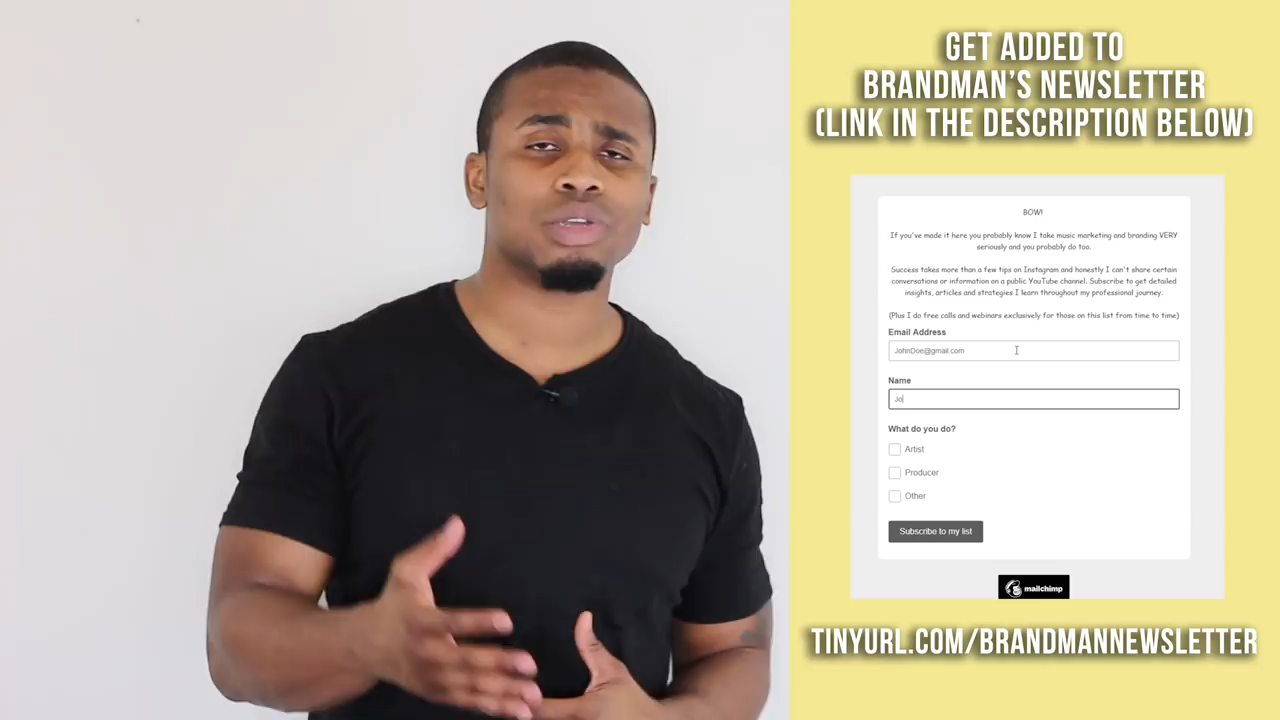 GET ADDED TO
BRANDMAN'S NEWSLETTER
(LINK IN THE DESCRIPTION BELOW)
BOW!
If you've made it here you probably know I take music marketing and branding VERY
seriously and you probably do too.
Success takes more than a few tips on Instagram and honestly I can't share certain
conversations or information on a public YouTube channel. Subscribe to get detailed
insights, articles and strategies I learn throughout my professional journey.
(Plus I do free calls and webinars exclusively for those on this list from time to time)
Email Address
JohnDoe@gmail.com
Name
Jo
What do you do?
Artist
Producer
Other
Subscribe to my list
mailchimp
TINYURL.COM/BRANDMANNEWSLETTER